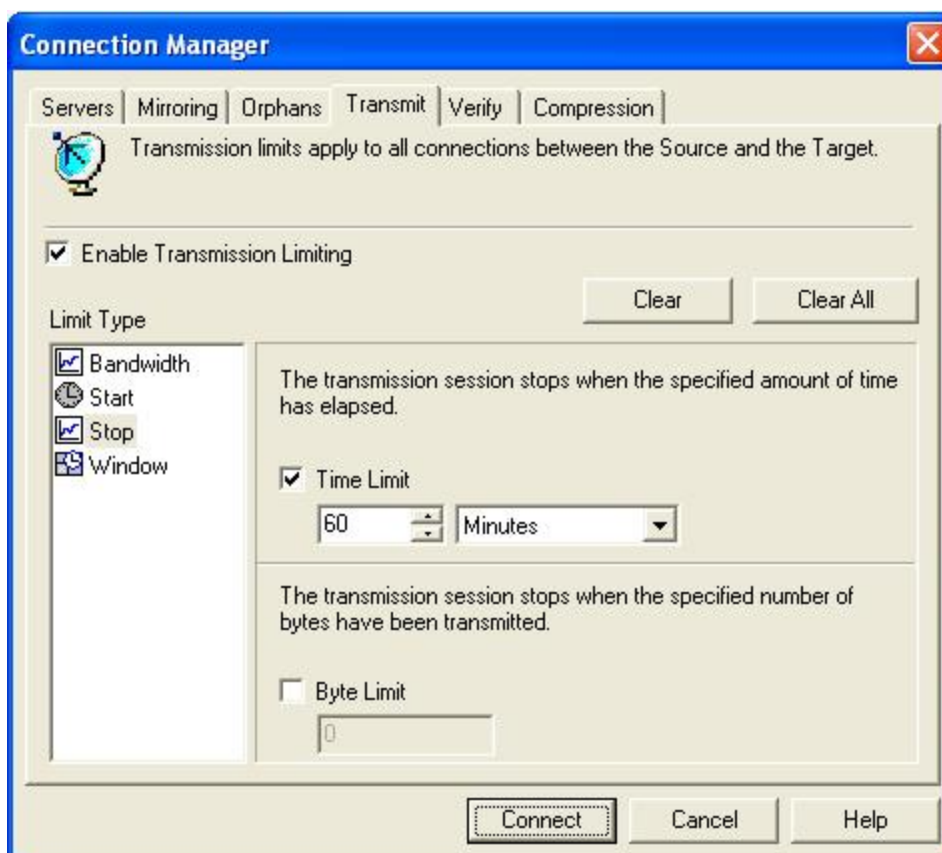 Connection Manager
Servers Mirroring Orphans Transmit Verify Compression
Transmission limits apply to all connections between the Source and the Target.
Enable Transmission Limiting
Clear Clear All
Limit Type
Bandwidth
Start
Stop
Window
The transmission session stops when the specified amount of time
has elapsed.
Time Limit
60 Minutes
The transmission session stops when the specified number of
bytes have been transmitted.
Byte Limit
0
Connect Cancel Help